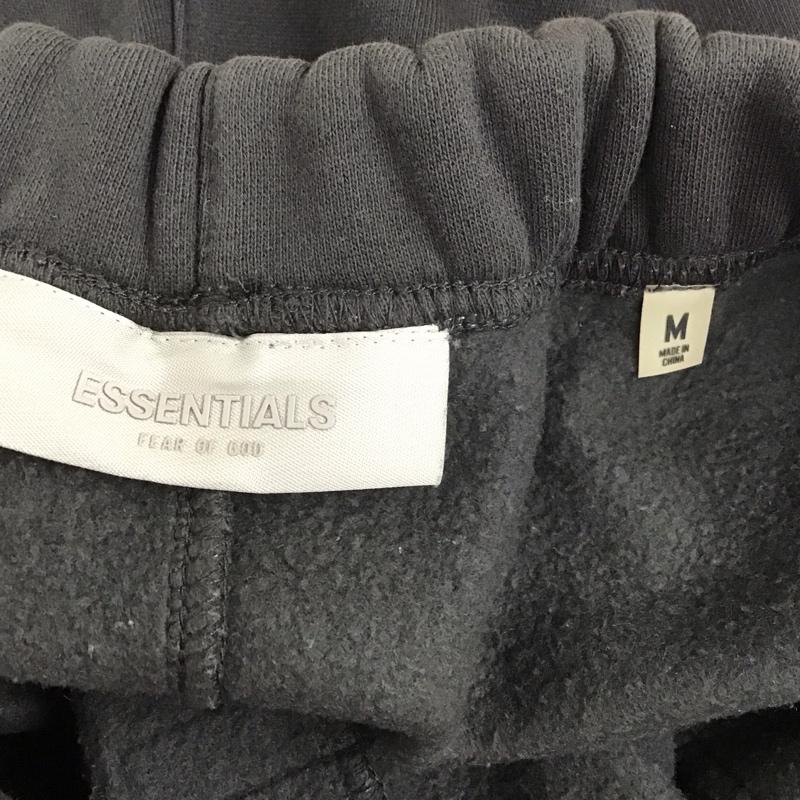 ESSENTIALS
FEAR OF GOD
M
MADE IN
CHINA